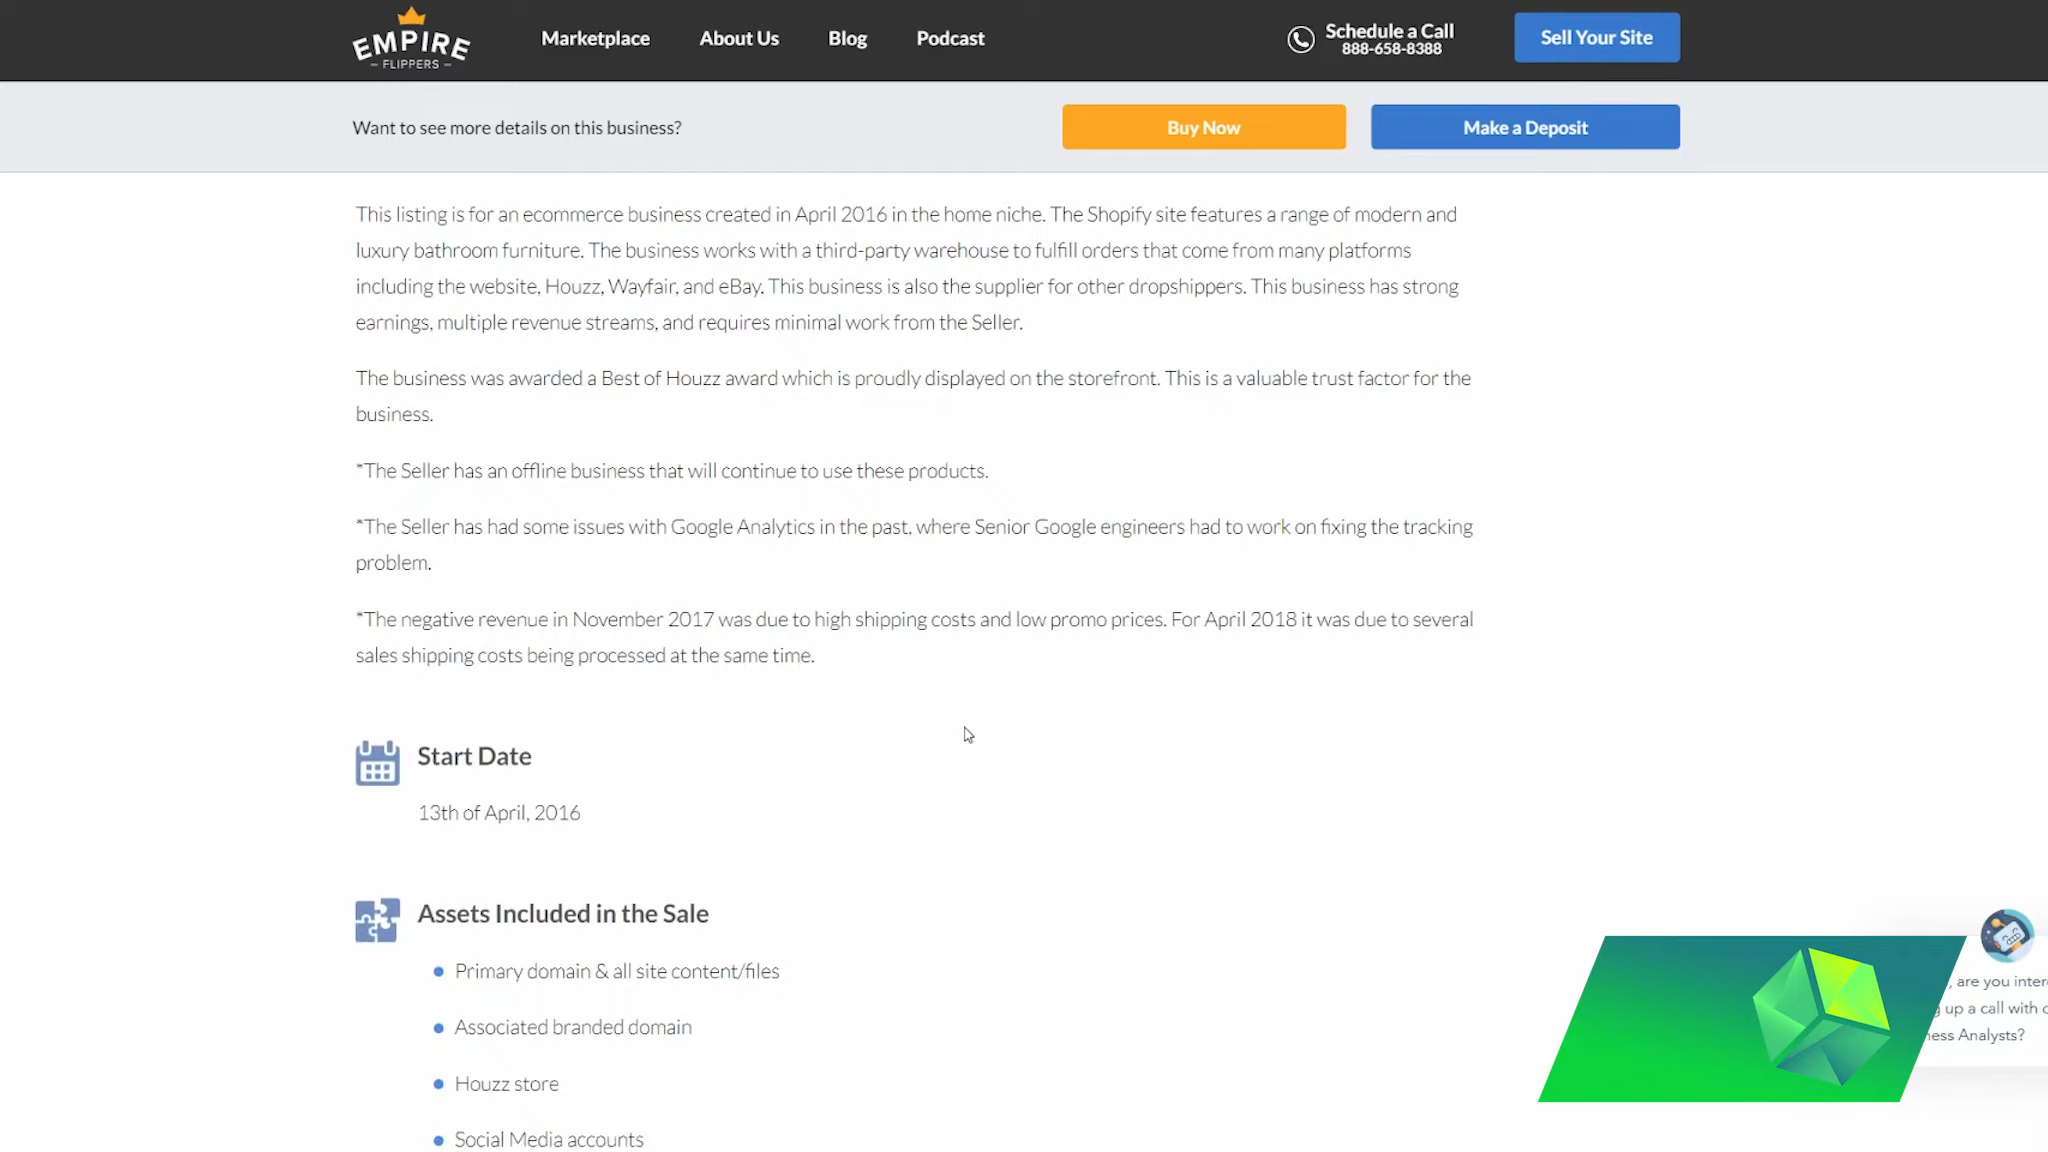 EMPIRE
FLIPPERS
Marketplace
About Us
Blog
Podcast
Schedule a Call
888-658-8388
Sell Your Site
Want to see more details on this business?
Buy Now
Make a Deposit
This listing is for an ecommerce business created in April 2016 in the home niche. The Shopify site features a range of modern and
luxury bathroom furniture. The business works with a third-party warehouse to fulfill orders that come from many platforms
including the website, Houzz, Wayfair, and eBay. This business is also the supplier for other dropshippers. This business has strong
earnings, multiple revenue streams, and requires minimal work from the Seller.
The business was awarded a Best of Houzz award which is proudly displayed on the storefront. This is a valuable trust factor for the
business.
*The Seller has an offline business that will continue to use these products.
*The Seller has had some issues with Google Analytics in the past, where Senior Google engineers had to work on fixing the tracking
problem.
*The negative revenue in November 2017 was due to high shipping costs and low promo prices. For April 2018 it was due to several
sales shipping costs being processed at the same time.
Start Date
13th of April, 2016
Assets Included in the Sale
Primary domain & all site content/files
Associated branded domain
Houzz store
Social Media accounts
, are you
up a call with
Analysts?